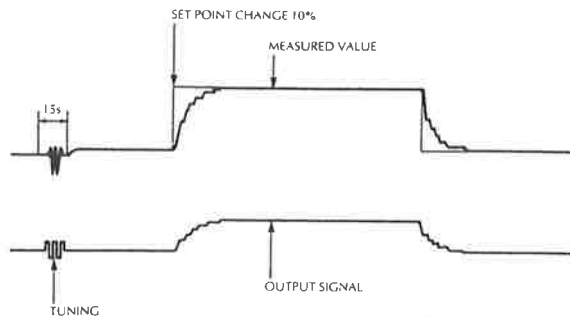 SET POINT CHANGE 10%
MEASURED VALUE
15s
OUTPUT SIGNAL
TUNING